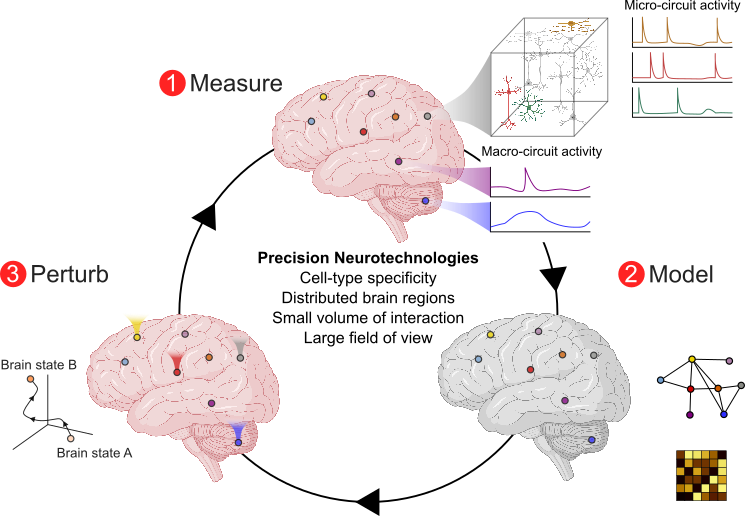 Micro-circuit activity
1 Measure
Macro-circuit activity
Precision Neurotechnologies
Cell-type specificity
Distributed brain regions
Small volume of interaction
Large field of view
3 Perturb
2 Model
Brain state B
Brain state A